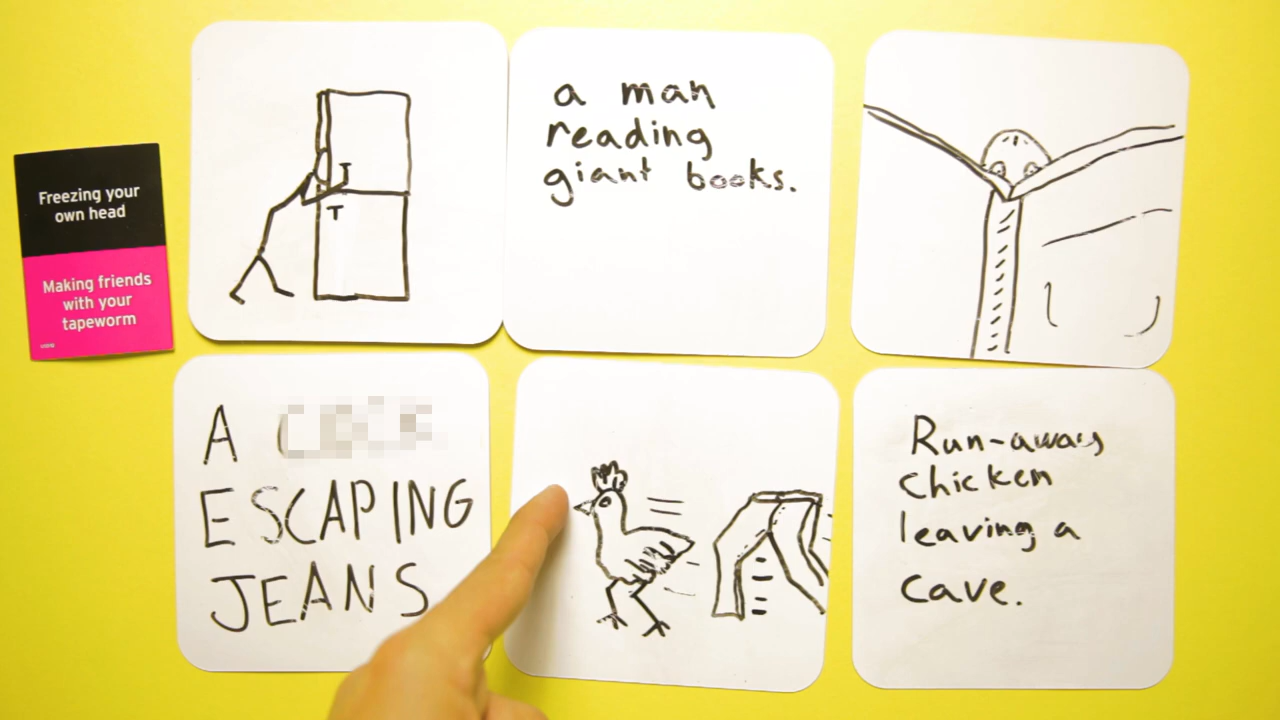 Freezing your
own head
Making friends
with your
tapeworm
T
a man
reading
giant books.
A
ESCAPING
JEANS
Run-away
chicken
leaving a
cave.